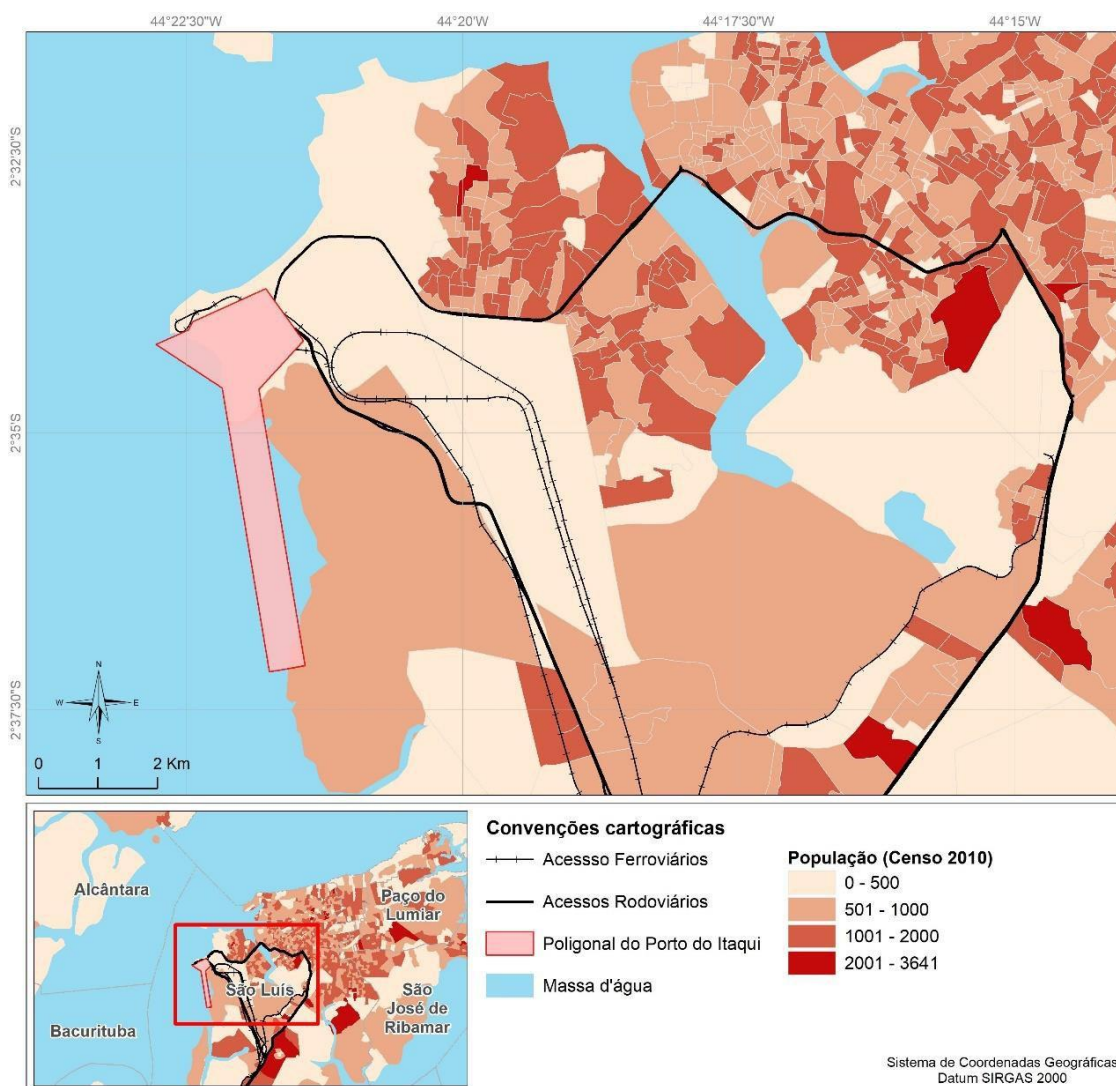 44°22'30"W
44°20'W
44°17'30"W
44°15'W
2°32'30"S
2°35'S
2°37'30"S
N
W
E
S
0
1
2 Km
Alcântara
Paço do
Lumiar
São Luís
São
José de
Ribamar
Bacurituba
Convenções cartográficas
Acessso Ferroviários
Acessos Rodoviários
Poligonal do Porto do Itaqui
Massa d'água
População (Censo 2010)
0 - 500
501 - 1000
1001 - 2000
2001 - 3641
Sistema de Coordenadas Geográficas
Datum SIRGAS 2000